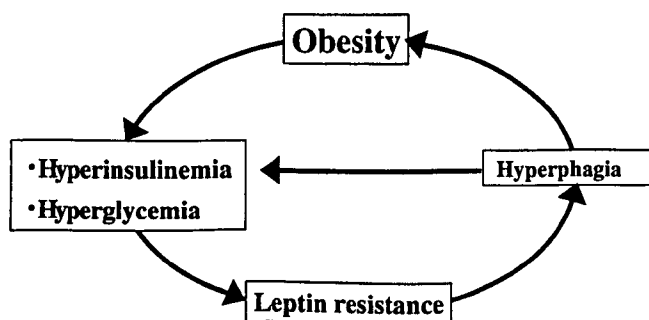 Obesity
・Hyperinsulinemia
・Hyperglycemia
Hyperphagia
Leptin resistance